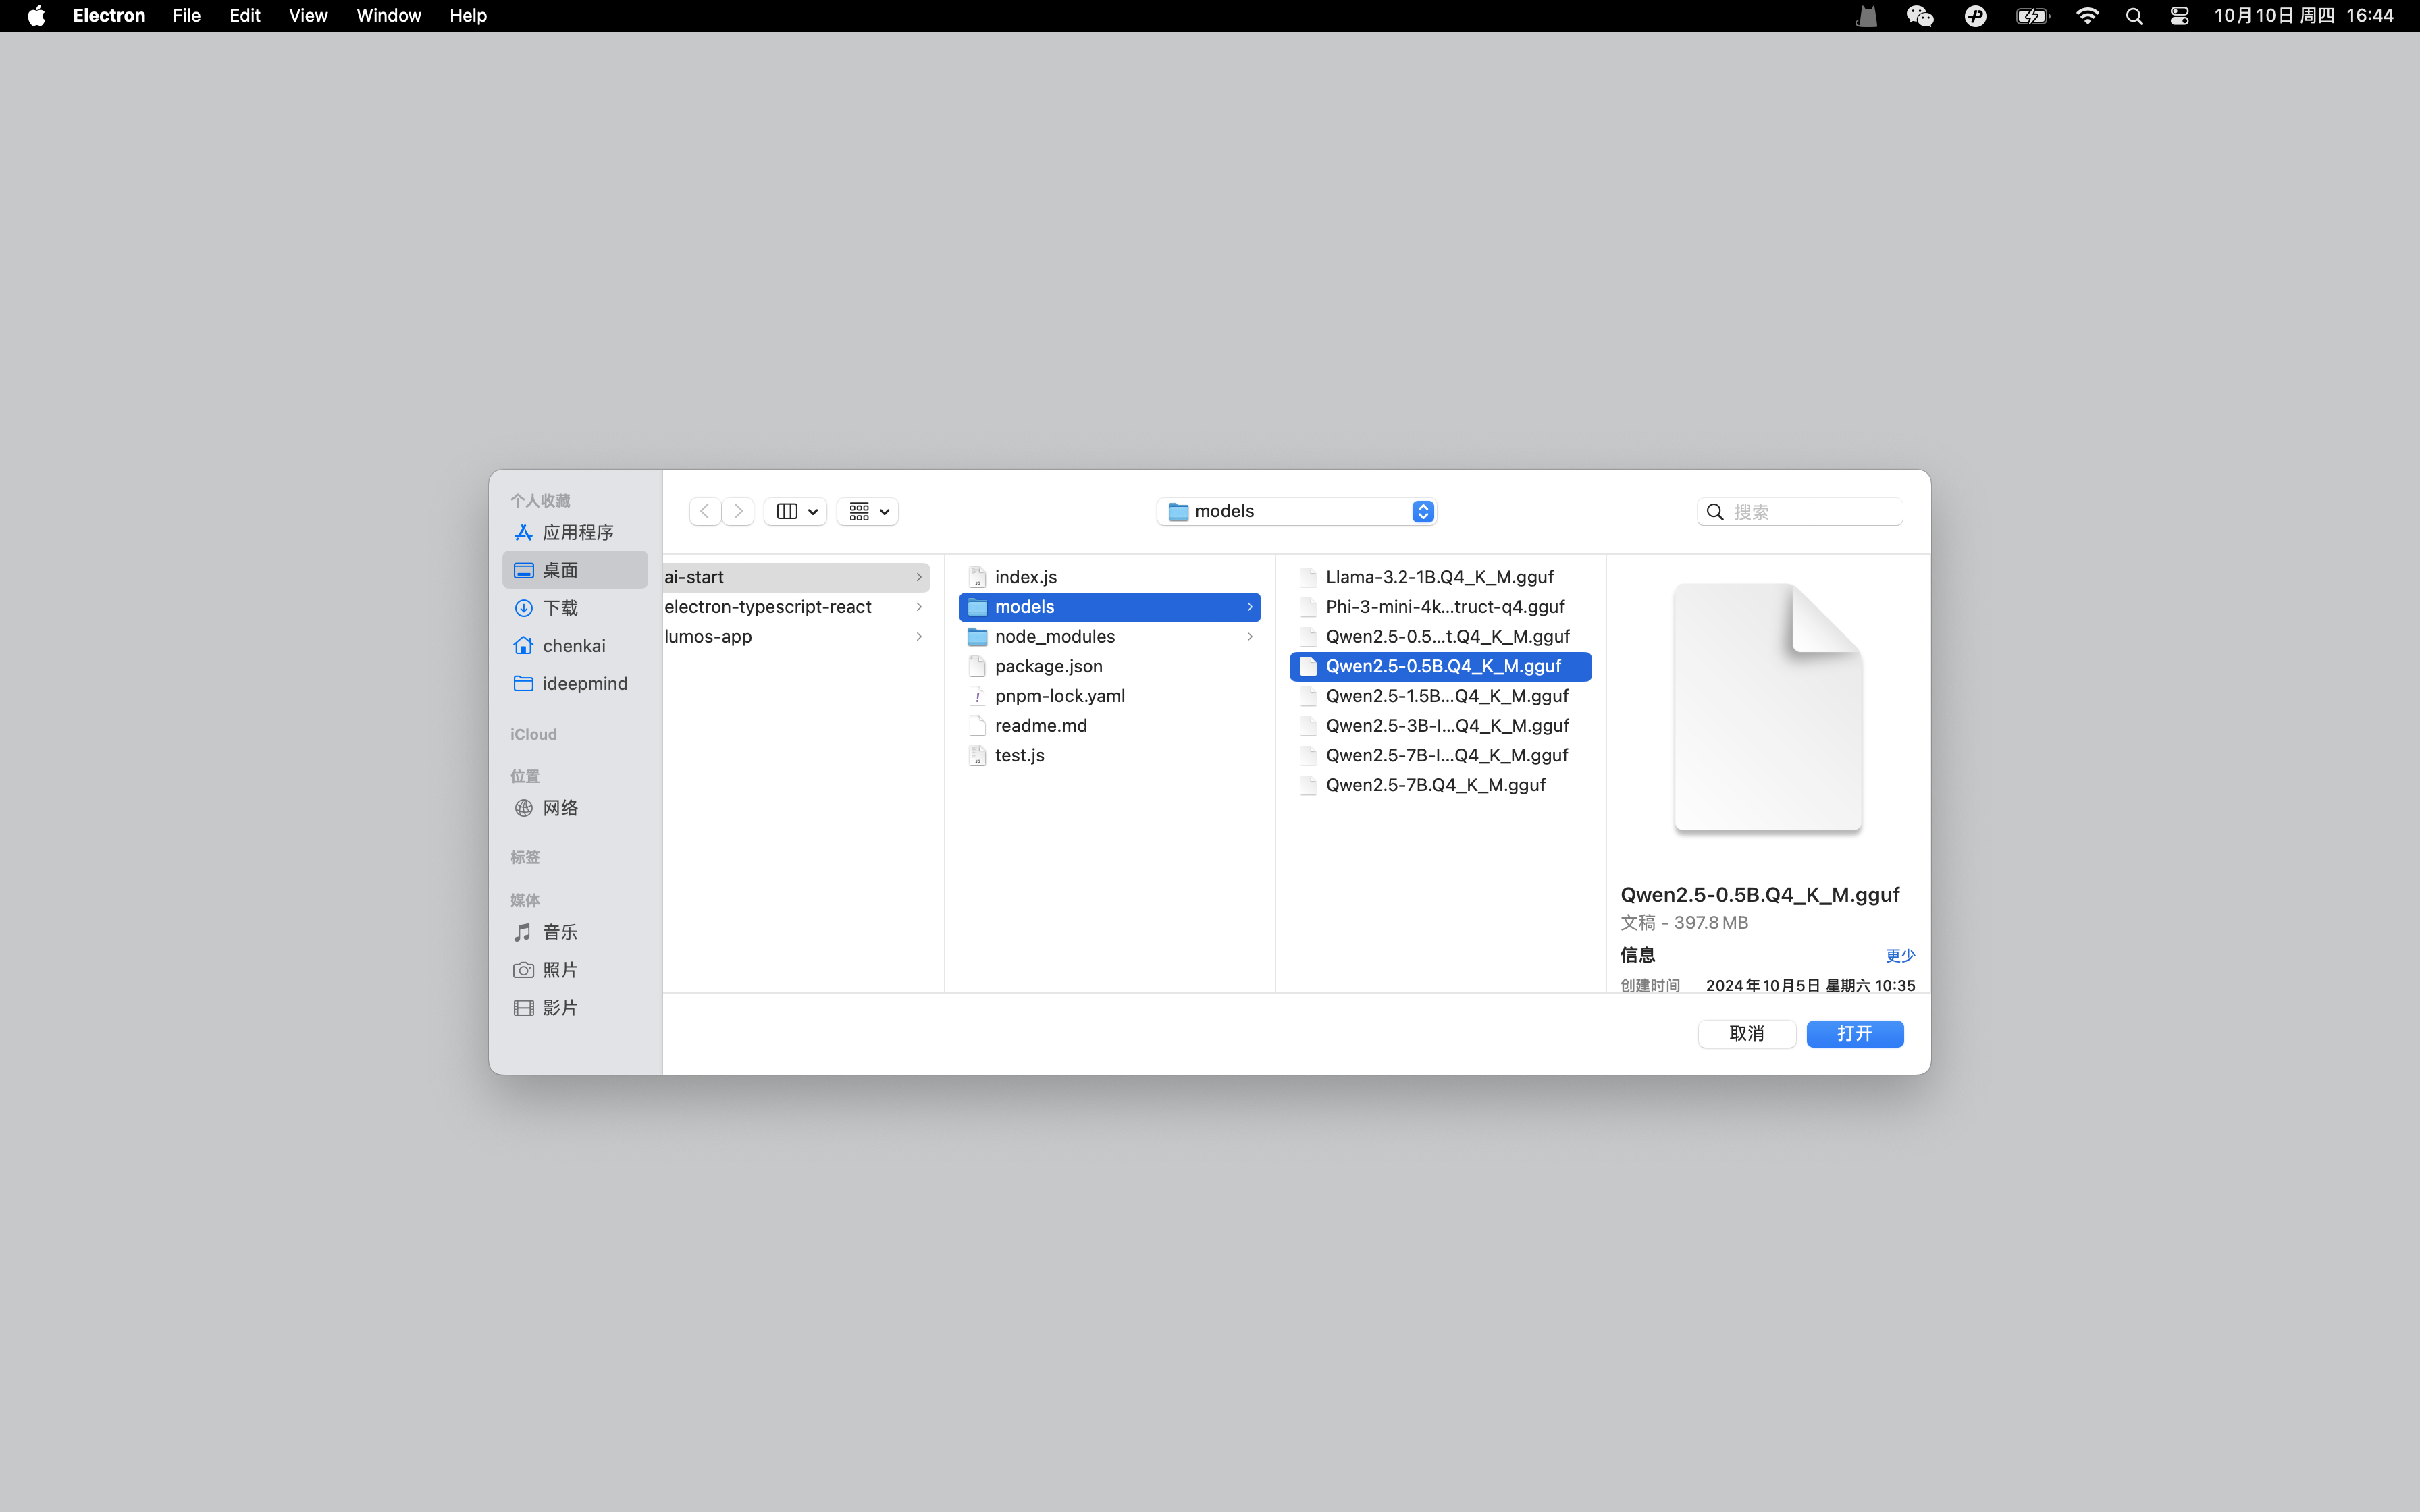 Electron File Edit View Window Help 10月10日 周四 16:44
个人收藏
应用程序
桌面
下载
chenkai
ideepmind
iCloud
位置
网络
标签
媒体
音乐
照片
影片
models
搜索
ai-start
electron-typescript-react
lumos-app
index.js
models
node_modules
package.json
pnpm-lock.yaml
readme.md
test.js
Llama-3.2-1B.Q4_K_M.gguf
Phi-3-mini-4k...truct-q4.gguf
Qwen2.5-0.5...t.Q4_K_M.gguf
Qwen2.5-0.5B.Q4_K_M.gguf
Qwen2.5-1.5B...Q4_K_M.gguf
Qwen2.5-3B-I...Q4_K_M.gguf
Qwen2.5-7B-I...Q4_K_M.gguf
Qwen2.5-7B.Q4_K_M.gguf
Qwen2.5-0.5B.Q4_K_M.gguf
文稿 - 397.8 MB
信息 更少
创建时间 2024年10月5日 星期六 10:35
取消 打开